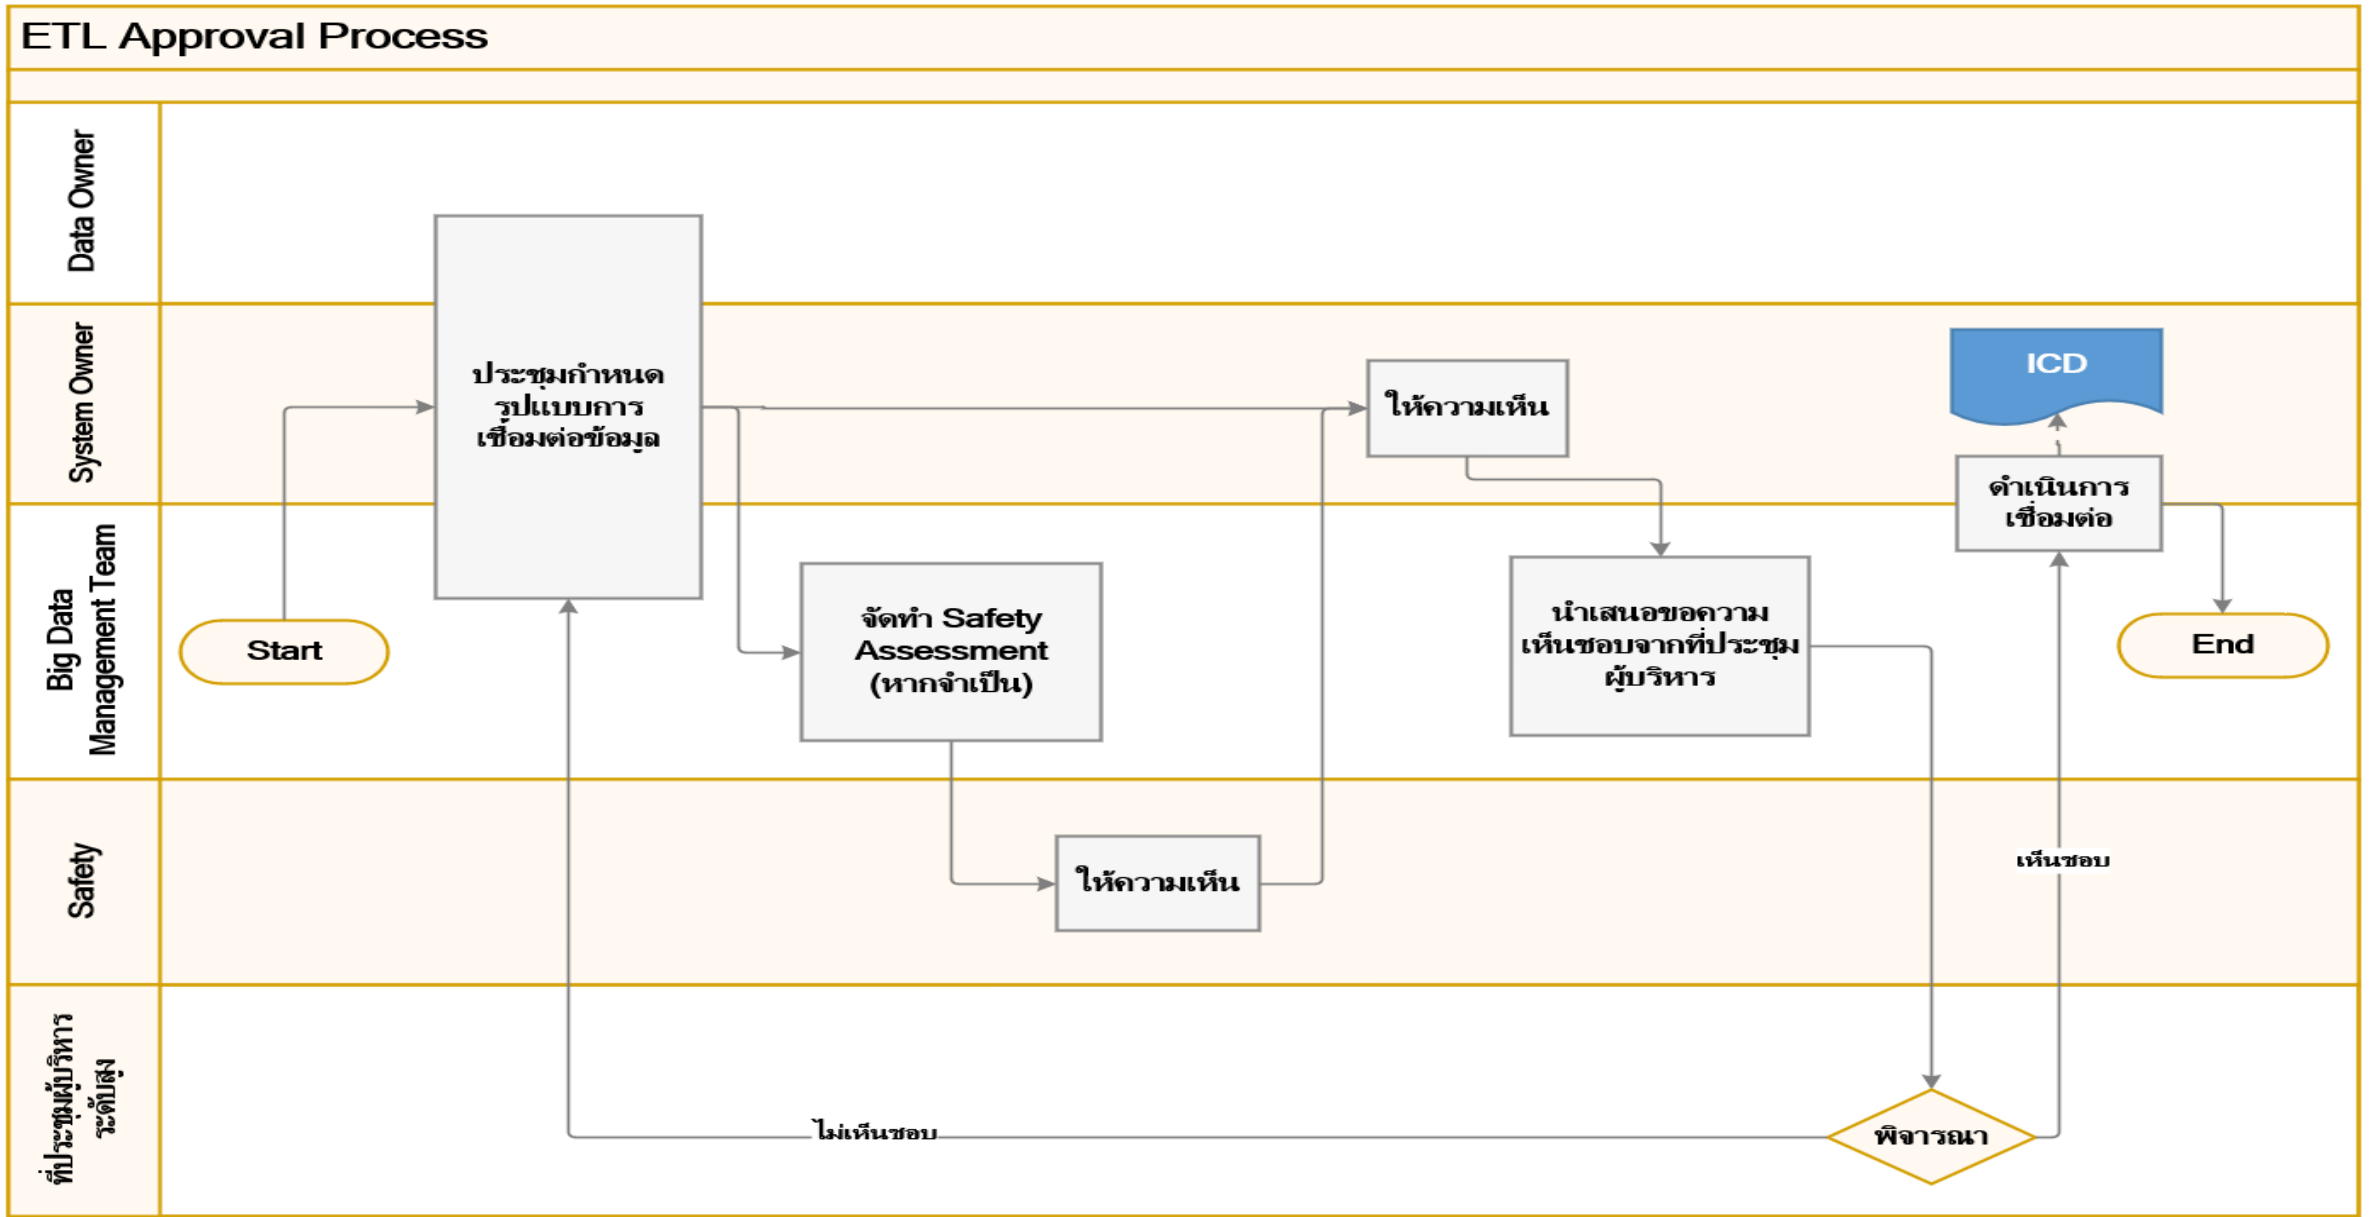 ETL Approval Process
Data Owner
System Owner
Big Data
Management Team
Safety
ที่ประชุมผู้บริหาร
ระดับสูง
Start
ประชุมกำหนด
รูปแบบการ
เชื่อมต่อข้อมูล
จัดทำ Safety
Assessment
(หากจำเป็น)
ให้ความเห็น
ให้ความเห็น
นำเสนอขอความ
เห็นชอบจากที่ประชุม
ผู้บริหาร
พิจารณา
ไม่เห็นชอบ
เห็นชอบ
ดำเนินการ
เชื่อมต่อ
ICD
End